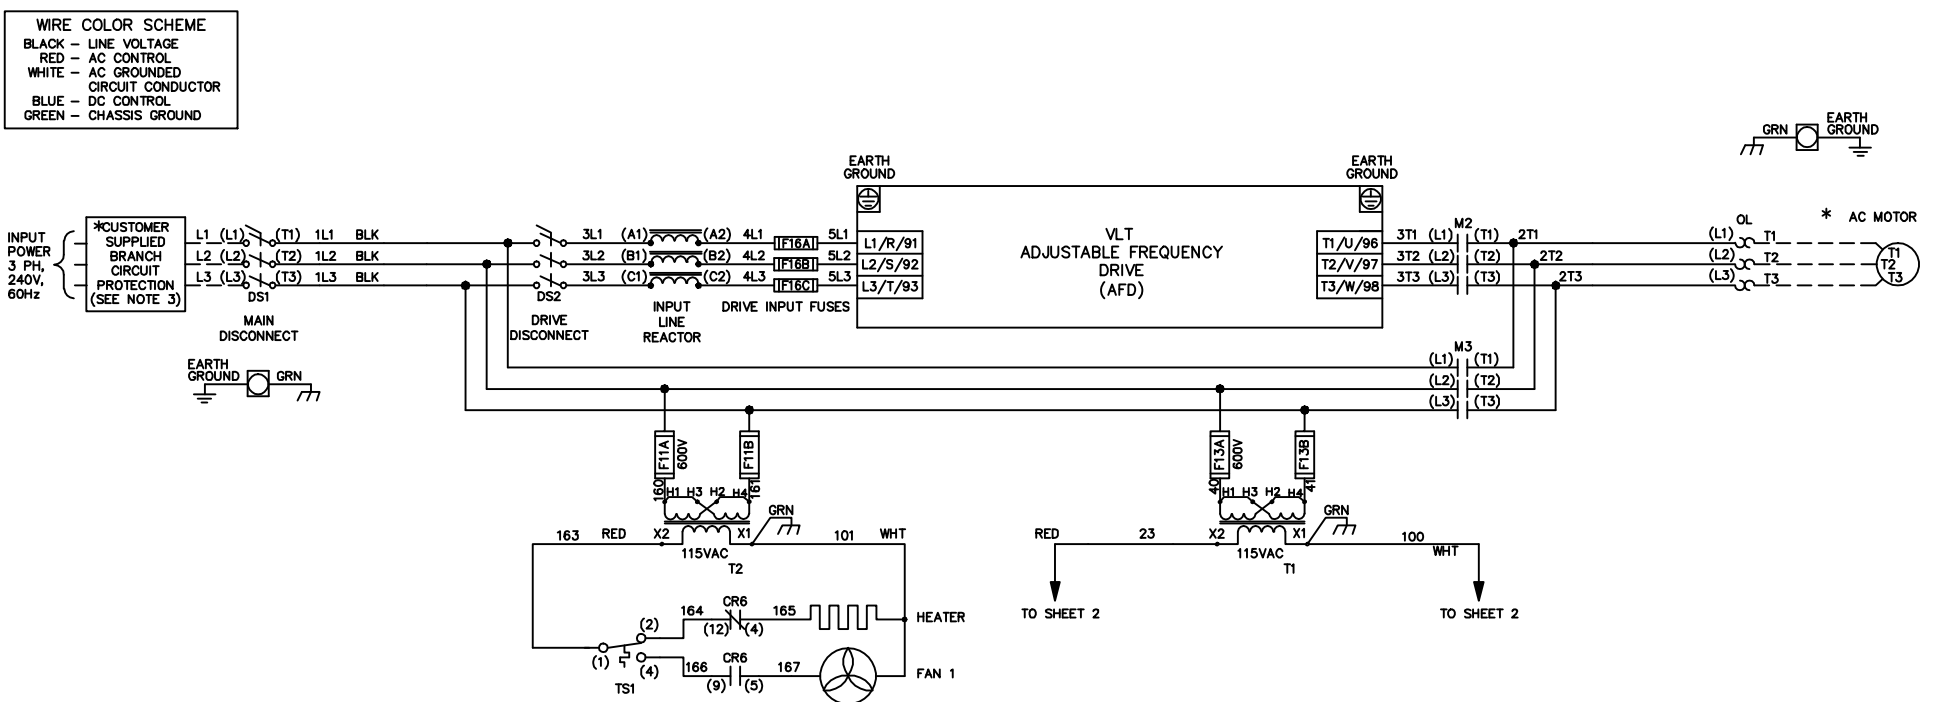 WIRE COLOR SCHEME
BLACK - LINE VOLTAGE
RED - AC CONTROL
WHITE - AC GROUNDED
CIRCUIT CONDUCTOR
BLUE - DC CONTROL
GREEN - CHASSIS GROUND
GRN
EARTH
GROUND
EARTH
GROUND
EARTH
GROUND
INPUT
POWER
3 PH,
240V,
60Hz
*CUSTOMER
SUPPLIED
BRANCH
CIRCUIT
PROTECTION
(SEE NOTE 3)
L1 (L1) (T1) 1L1 BLK
L2 (L2) (T2) 1L2 BLK
L3 (L3) (T3) 1L3 BLK
DS1
MAIN
DISCONNECT
DS2
DRIVE
DISCONNECT
3L1 (A1) (A2) 4L1 F16A 5L1
3L2 (B1) (B2) 4L2 F16B 5L2
3L3 (C1) (C2) 4L3 F16C 5L3
INPUT
LINE
REACTOR
DRIVE INPUT FUSES
L1/R/91
L2/S/92
L3/T/93
VLT
ADJUSTABLE FREQUENCY
DRIVE
(AFD)
T1/U/96
T2/V/97
T3/W/98
M2
3T1 (L1) (T1) 2T1
3T2 (L2) (T2) 2T2
3T3 (L3) (T3) 2T3
OL
(L1) T1
(L2) T2
(L3) T3
* AC MOTOR
T1
T2
T3
EARTH
GROUND
GRN
M3
(L1) (T1)
(L2) (T2)
(L3) (T3)
F11A
600V
F11B
160
161
H1 H3 H2 H4
GRN
163 RED X2 X1 101 WHT
115VAC
T2
F13A
600V
F13B
40
41
H1 H3 H2 H4
GRN
RED 23 X2 X1 100
WHT
115VAC
T1
TO SHEET 2
TO SHEET 2
CR6
164 165
(12) (4)
HEATER
(2)
(1)
(4)
TS1
CR6
166 167
(9) (5)
FAN 1